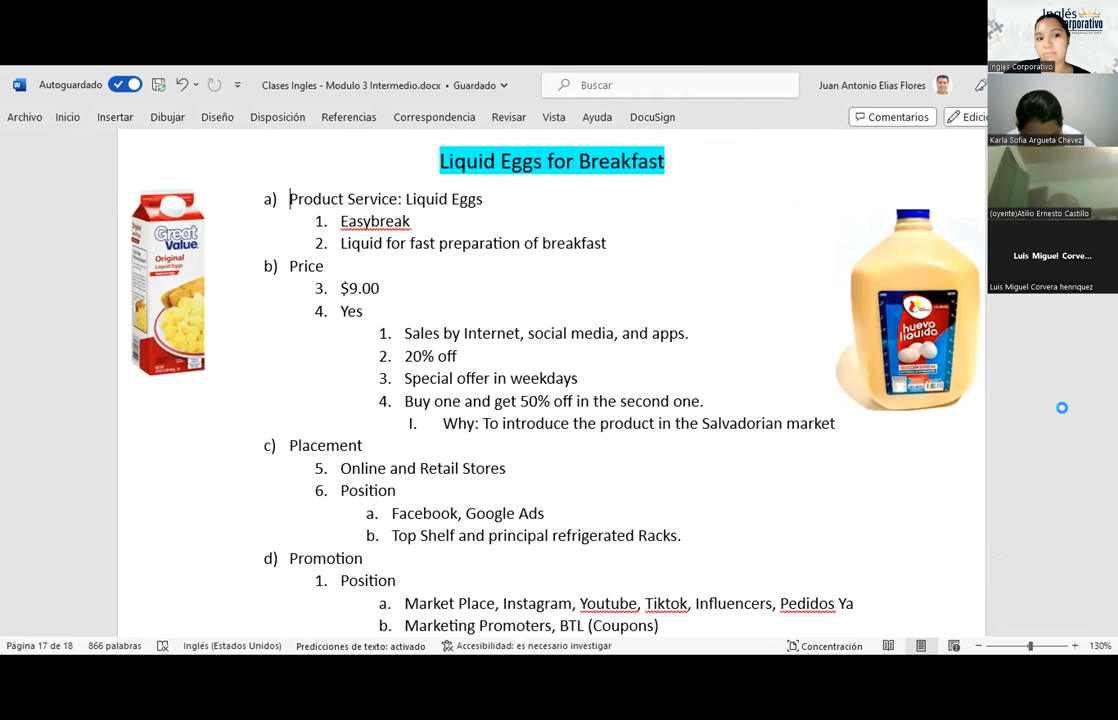 Inglés
Corporativo
Ingles Corporativo
Autoguardado
Clases Ingles - Modulo 3 Intermedio.docx • Guardado
Buscar
Juan Antonio Elias Flores
Archivo Inicio Insertar Dibujar Diseño Disposición Referencias Correspondencia Revisar Vista Ayuda DocuSign
Comentarios
Edició
Karla Sofia Argueta Chevez
(oyente)Atilio Ernesto Castillo
Luis Miguel Corve...
Luis Miguel Corvera henriquez
Liquid Eggs for Breakfast
a) Product Service: Liquid Eggs
1. Easybreak
2. Liquid for fast preparation of breakfast
b) Price
3. $9.00
4. Yes
1. Sales by Internet, social media, and apps.
2. 20% off
3. Special offer in weekdays
4. Buy one and get 50% off in the second one.
I. Why: To introduce the product in the Salvadorian market
c) Placement
5. Online and Retail Stores
6. Position
a. Facebook, Google Ads
b. Top Shelf and principal refrigerated Racks.
d) Promotion
1. Position
a. Market Place, Instagram, Youtube, Tiktok, Influencers, Pedidos Ya
b. Marketing Promoters, BTL (Coupons)
Great
Value
Original
Liquid Eggs
huevo
líquido
Página 17 de 18 866 palabras Inglés (Estados Unidos) Predicciones de texto: activado Accesibilidad: es necesario investigar Concentración 130%